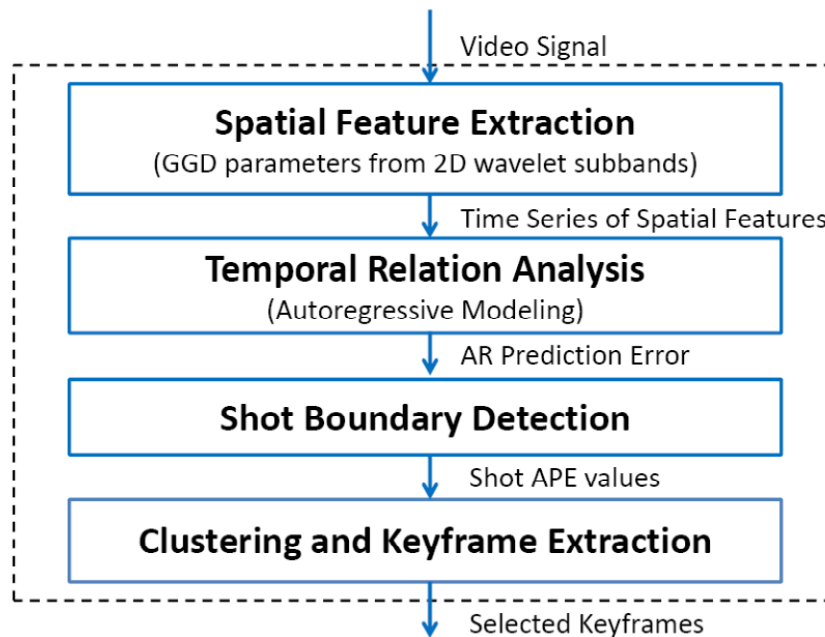 Video Signal
Spatial Feature Extraction
(GGD parameters from 2D wavelet subbands)
Time Series of Spatial Features
Temporal Relation Analysis
(Autoregressive Modeling)
AR Prediction Error
Shot Boundary Detection
Shot APE values
Clustering and Keyframe Extraction
Selected Keyframes